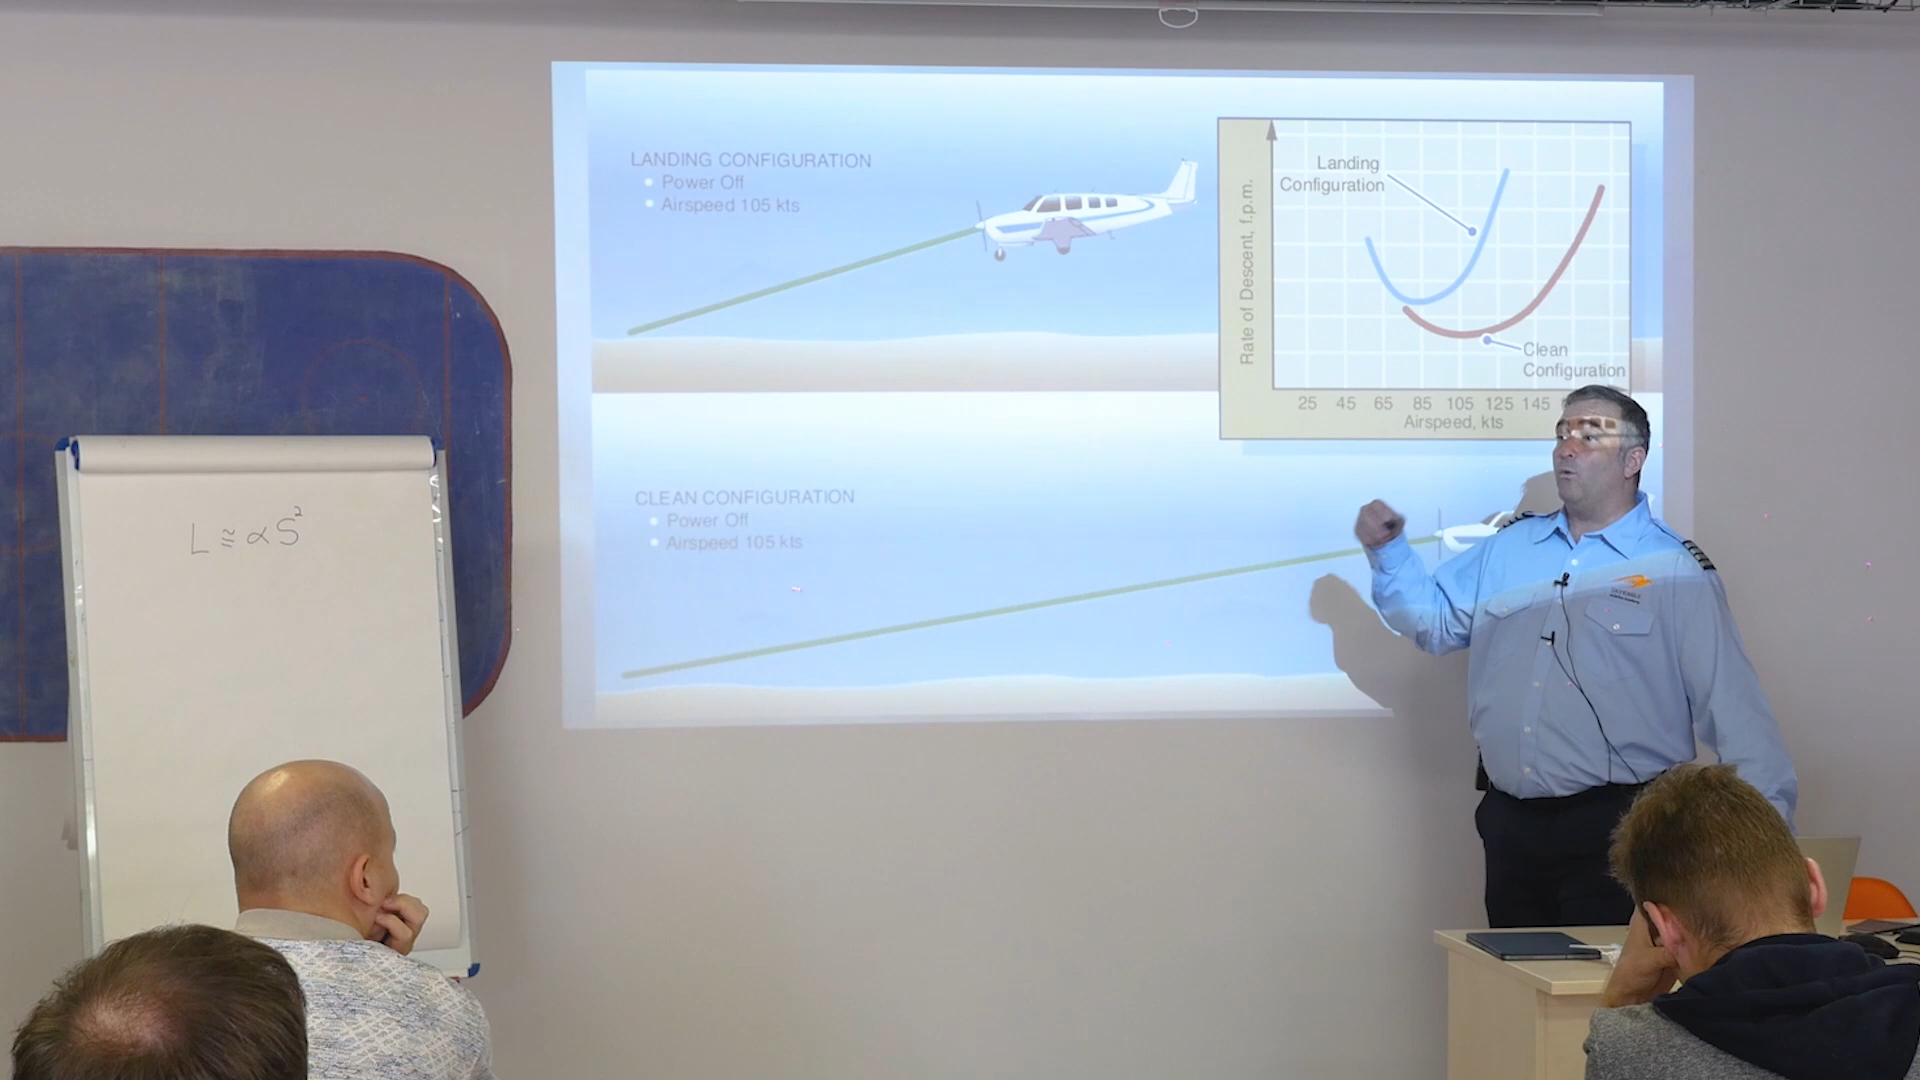 LANDING CONFIGURATION
Power Off
Airspeed 105 kts
Landing
Configuration
Rate of Descent, f.p.m.
Clean
Configuration
25 45 65 85 105 125 145
Airspeed, kts
L ≅ αS²
CLEAN CONFIGURATION
Power Off
Airspeed 105 kts